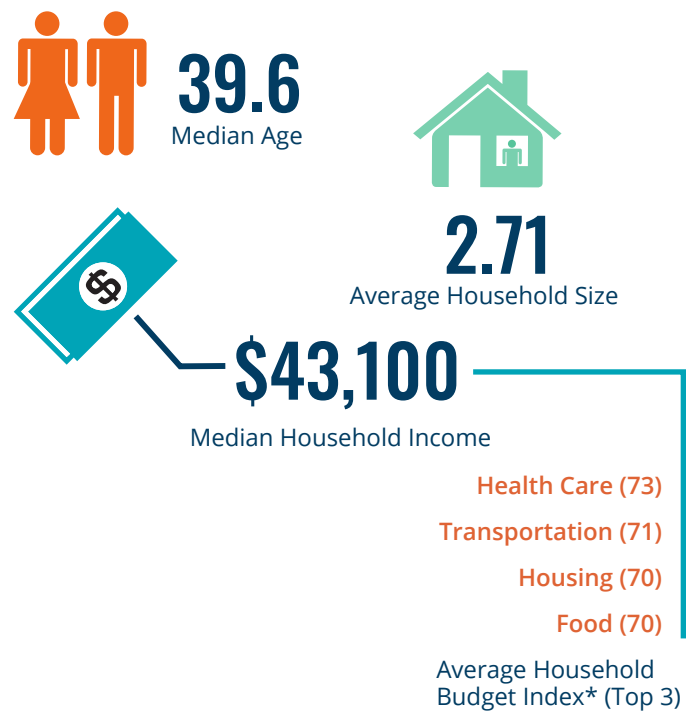 39.6
Median Age
2.71
Average Household Size
$
$43,100
Median Household Income
Health Care (73)
Transportation (71)
Housing (70)
Food (70)
Average Household
Budget Index* (Top 3)